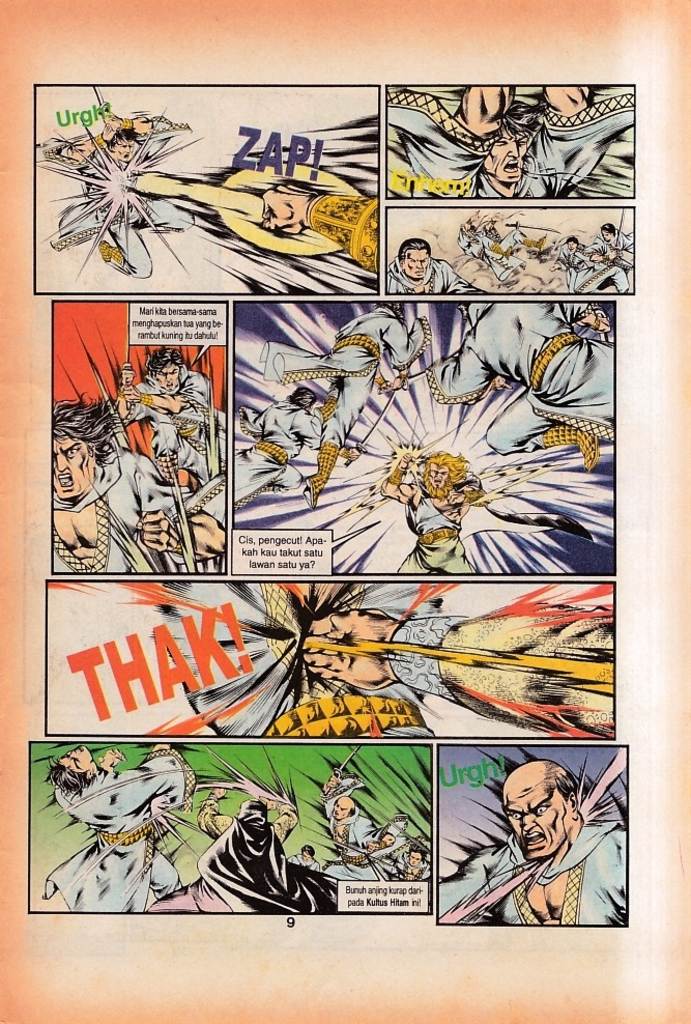 Urgh!
ZAP!
Enhem!
Mari kita bersama-sama
menghapuskan tua yang be-
rambut kuning itu dahulu!
Cis, pengecut! Apa-
kah kau takut satu
lawan satu ya?
THAK!
Bunuh anjing kurap dari-
pada Kultus Hitam ini!
Urgh!
9